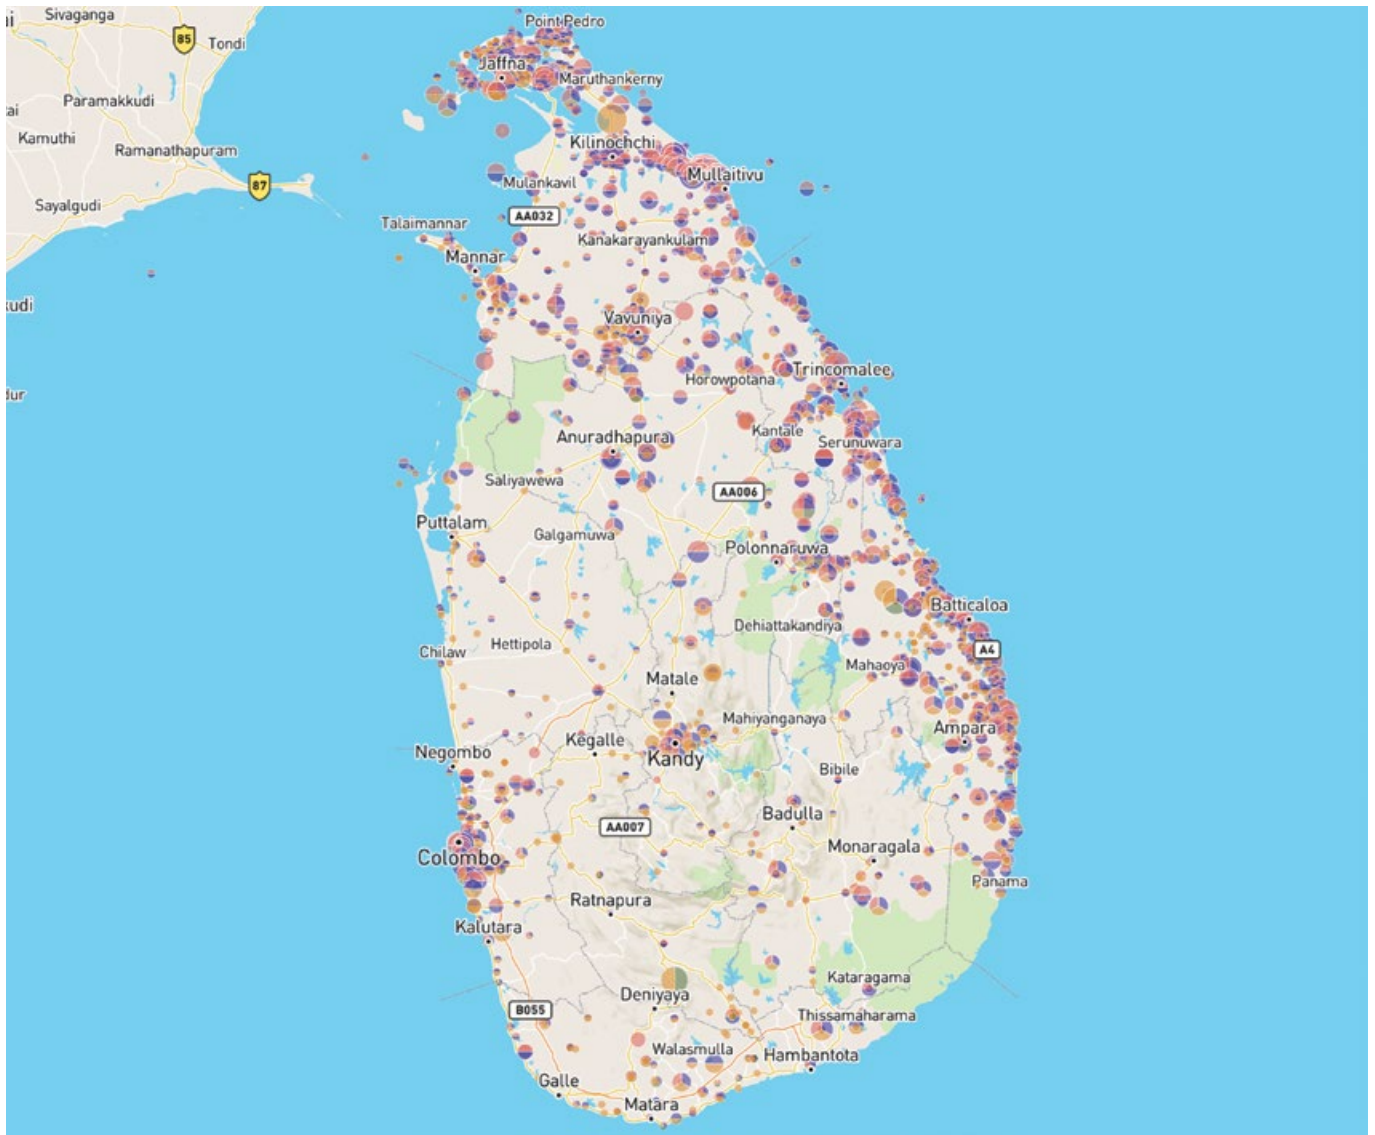 Sivaganga
Point Pedro
85
Tondi
Jaffna
Maruthankerny
Paramakkudi
Kamuthi
Kilinochchi
Ramanathapuram
Mullaitivu
87
Mulankavil
Sayalgudi
AA032
Talaimannar
Kanakarayankulam
Mannar
kudi
Vavuniya
Trincomalee
Horowpotana
Kantale
Anuradhapura
Serunuwara
Saliyawewa
AA006
Puttalam
Galgamuwa
Polonnaruwa
Batticaloa
Dehiattakandiya
Hettipola
A4
Chilaw
Mahaoya
Matale
Mahiyanganaya
Ampara
Kegalle
Negombo
Kandy
Bibile
Badulla
AA007
Monaragala
Colombo
Panama
Ratnapura
Kalutara
Kataragama
Deniyaya
B055
Thissamaharama
Walasmulla
Hambantota
Galle
Matara